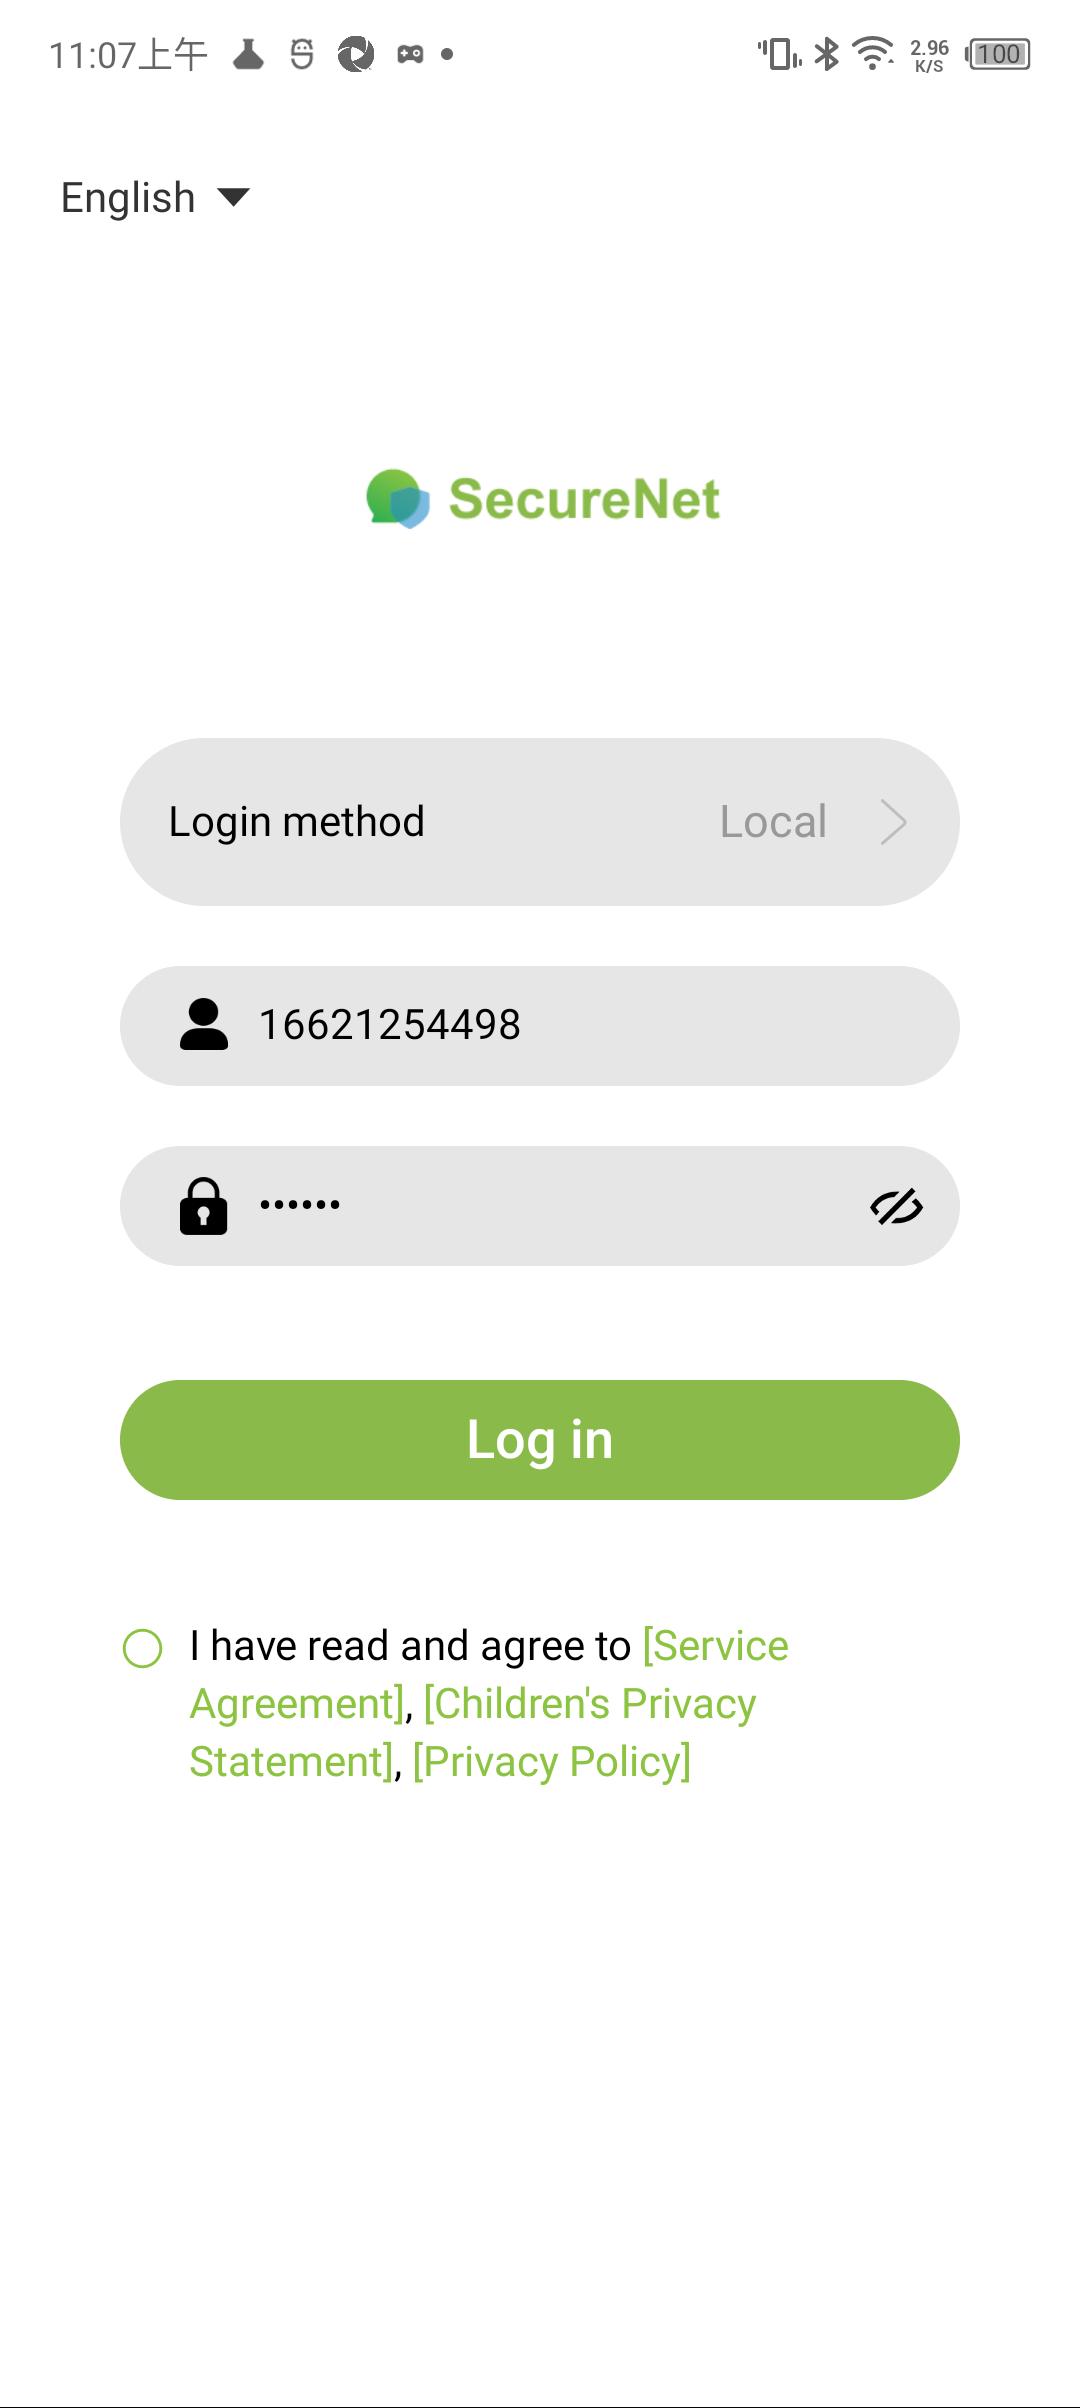 11:07上午
2.96
K/S
100
English
SecureNet
Login method
Local
16621254498
••••••
Log in
I have read and agree to [Service
Agreement], [Children's Privacy
Statement], [Privacy Policy]